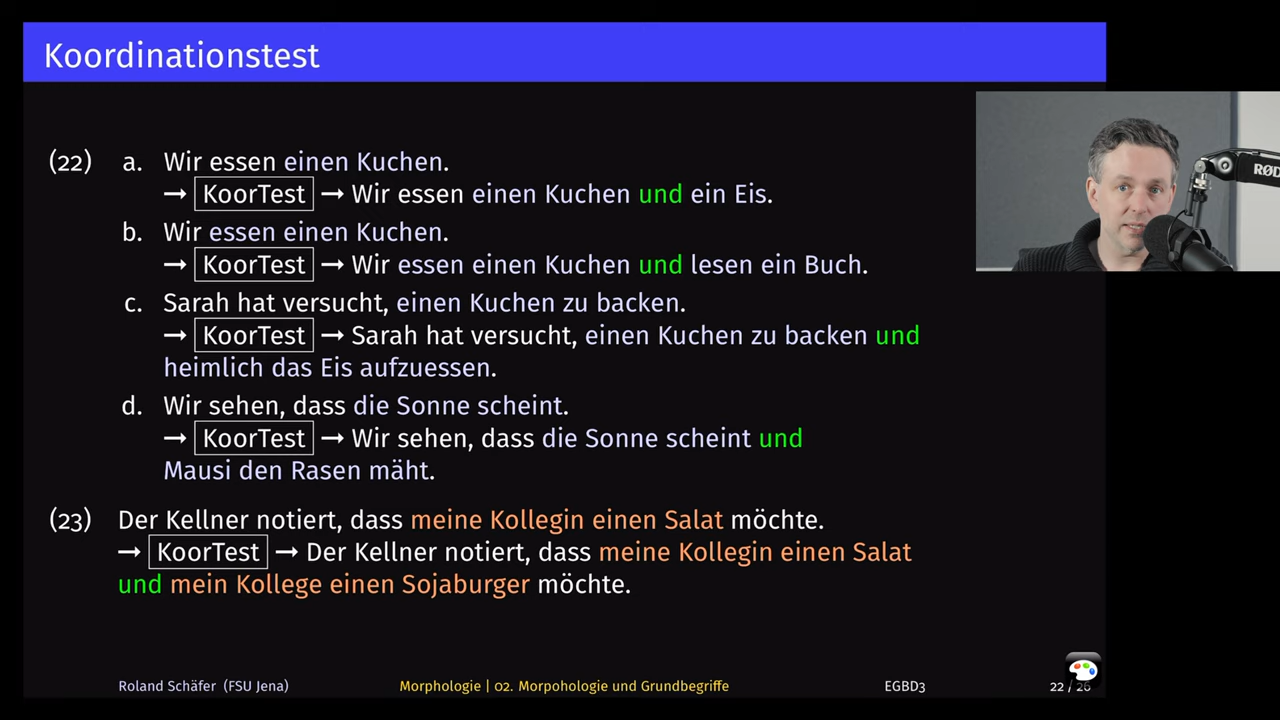 Koordinationstest
(22) a. Wir essen einen Kuchen.
→ KoorTest → Wir essen einen Kuchen und ein Eis.
b. Wir essen einen Kuchen.
→ KoorTest → Wir essen einen Kuchen und lesen ein Buch.
c. Sarah hat versucht, einen Kuchen zu backen.
→ KoorTest → Sarah hat versucht, einen Kuchen zu backen und
heimlich das Eis aufzuessen.
d. Wir sehen, dass die Sonne scheint.
→ KoorTest → Wir sehen, dass die Sonne scheint und
Mausi den Rasen mäht.
(23) Der Kellner notiert, dass meine Kollegin einen Salat möchte.
→ KoorTest → Der Kellner notiert, dass meine Kollegin einen Salat
und mein Kollege einen Sojaburger möchte.
RØD
Roland Schäfer (FSU Jena) Morphologie | 02. Morpohologie und Grundbegriffe EGBD3 22 / 26